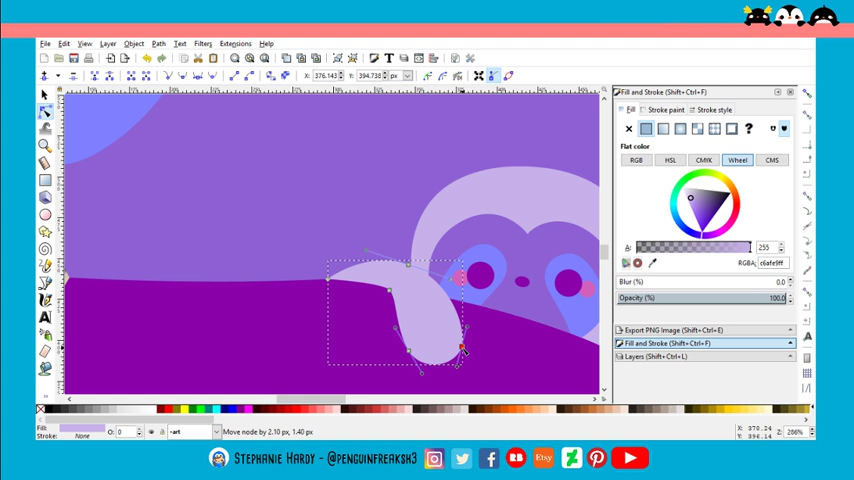 File Edit View Layer Object Path Text Filters Extensions Help
X: 376.143 Y: 394.738 px
Fill and Stroke (Shift+Ctrl+F)
Fill Stroke paint Stroke style
Flat color
RGB HSL CMYK Wheel CMS
A: 255
RGBA: c6afe9ff
Blur (%) 0.0
Opacity (%) 100.0
Export PNG Image (Shift+Ctrl+E)
Fill and Stroke (Shift+Ctrl+F)
Layers (Shift+Ctrl+L)
Fill:
Stroke: None
O: 0
-art
Move node by 2.10 px, 1.40 px
X: 370.24
Y: 396.14
Z: 286%
Stephanie Hardy - @penguinfreaksh3
Etsy